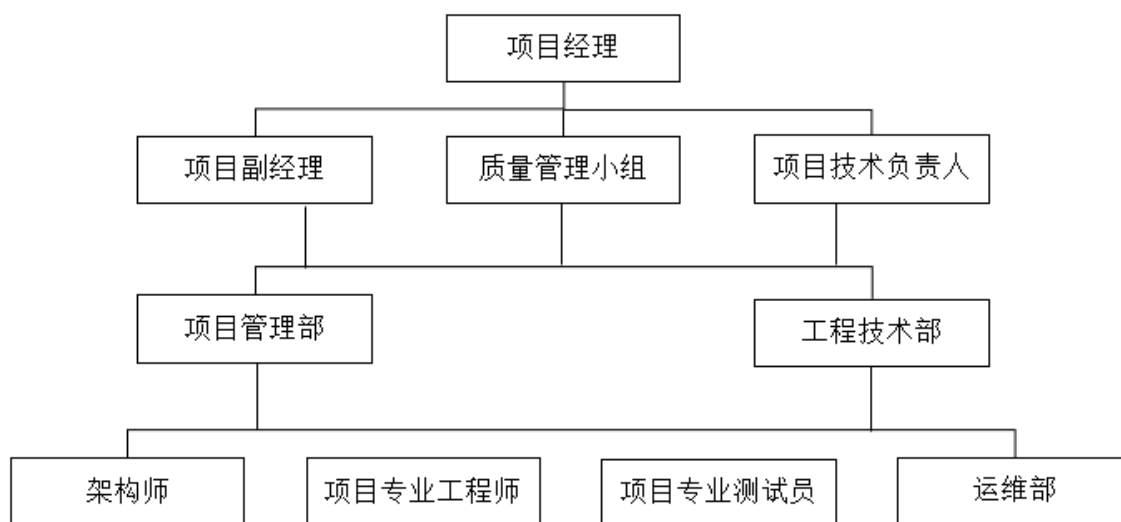 项目经理
项目副经理
质量管理小组
项目技术负责人
项目管理部
工程技术部
架构师
项目专业工程师
项目专业测试员
运维部